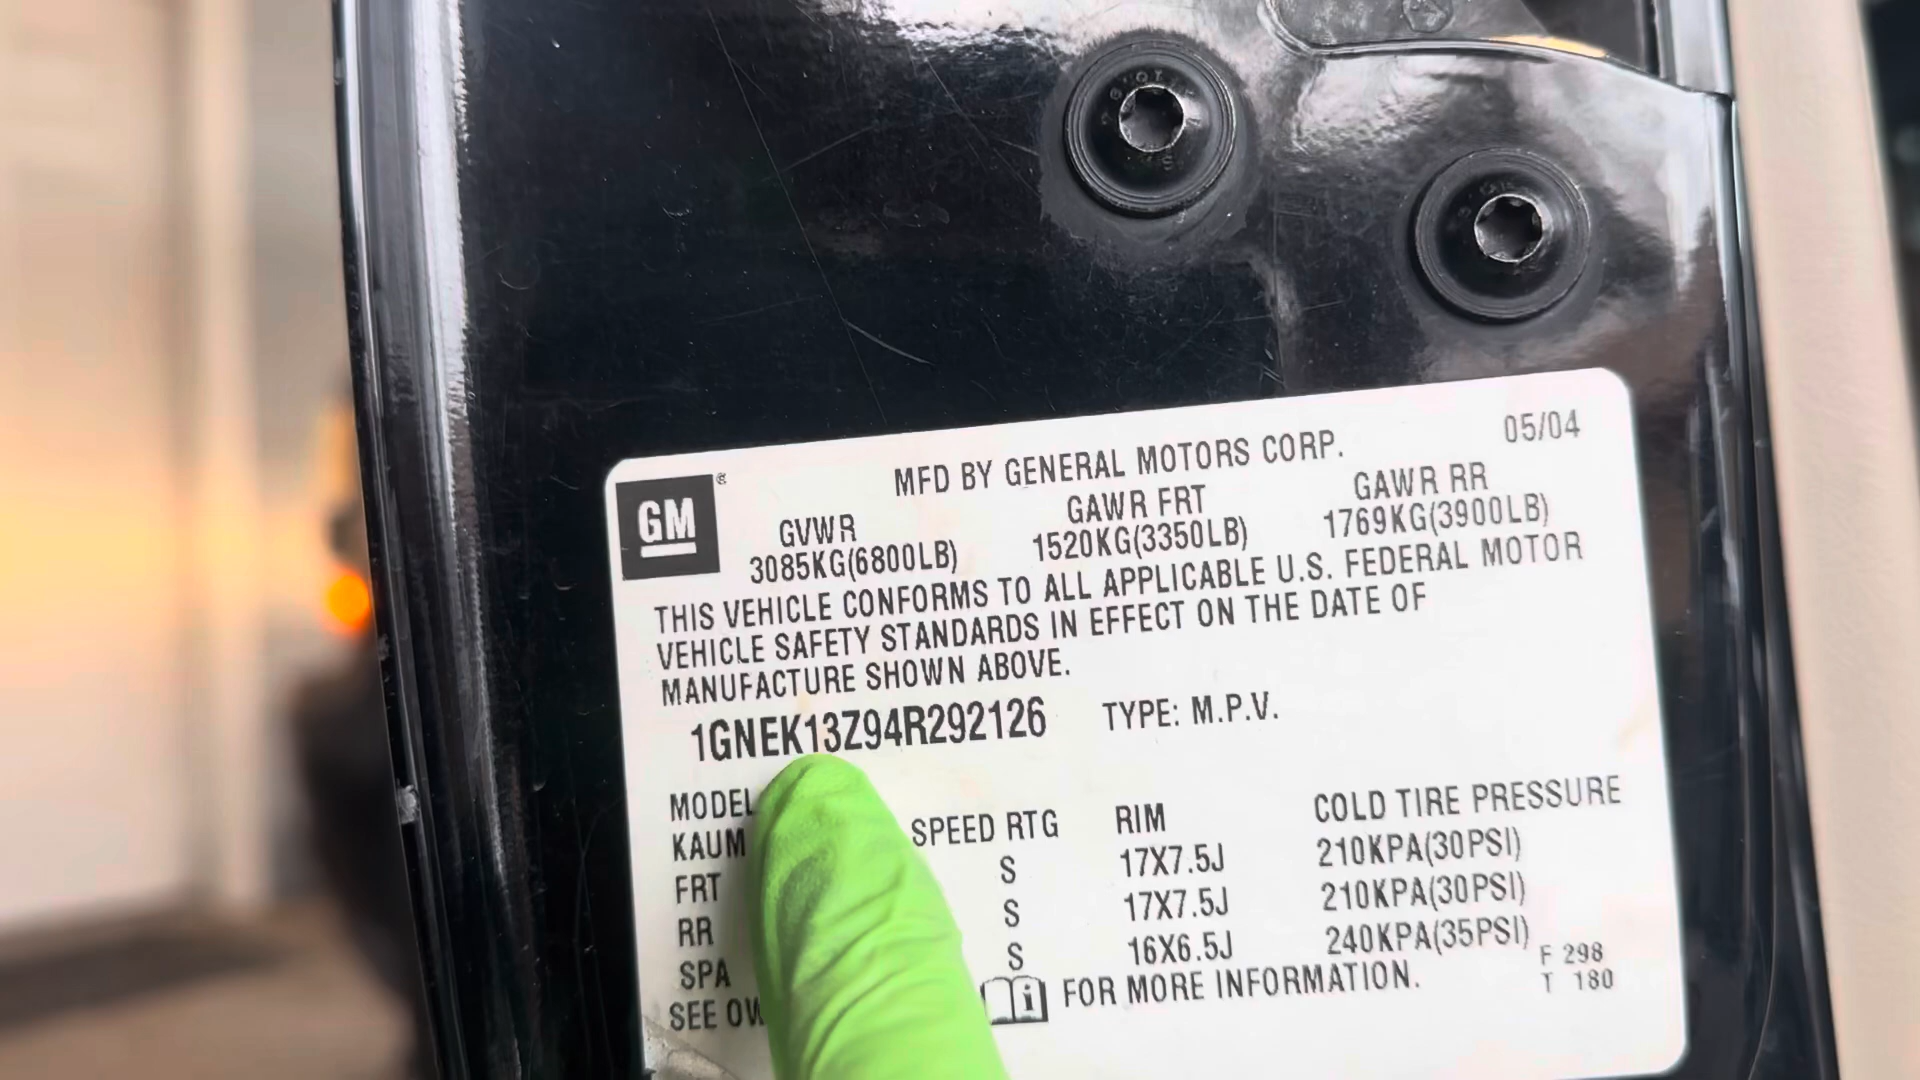 05/04
MFD BY GENERAL MOTORS CORP.
GM
GVWR GAWR FRT GAWR RR
3085KG(6800LB) 1520KG(3350LB) 1769KG(3900LB)
THIS VEHICLE CONFORMS TO ALL APPLICABLE U.S. FEDERAL MOTOR
VEHICLE SAFETY STANDARDS IN EFFECT ON THE DATE OF
MANUFACTURE SHOWN ABOVE.
1GNEK13Z94R292126 TYPE: M.P.V.
MODEL
KAUM SPEED RTG RIM COLD TIRE PRESSURE
FRT S 17X7.5J 210KPA(30PSI)
RR S 17X7.5J 210KPA(30PSI)
SPA S 16X6.5J 240KPA(35PSI)
SEE FOR MORE INFORMATION.
F 298
T 180